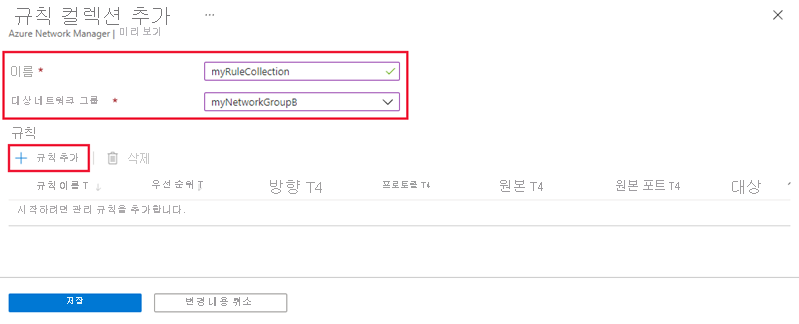 규칙 컬렉션 추가 ...
Azure Network Manager | 미리 보기
이름 * myRuleCollection
대상 네트워크 그룹 * myNetworkGroupB
규칙
+ 규칙 추가 | 삭제
규칙 이름 T ↓ 우선 순위 T 방향 T4 프로토콜 T4 원본 T4 원본 포트 T4 대상
시작하려면 관리 규칙을 추가합니다.
저장 변경 내용 취소